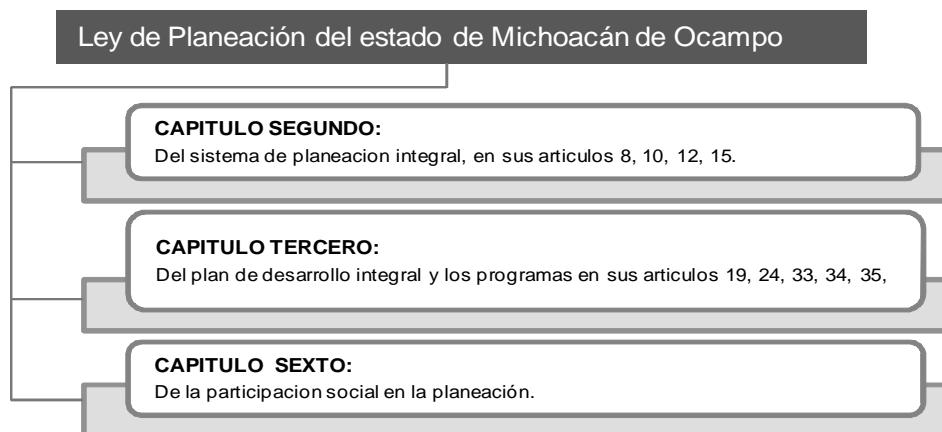 Ley de Planeación del estado de Michoacán de Ocampo
CAPITULO SEGUNDO:
Del sistema de planeacion integral, en sus articulos 8, 10, 12, 15.
CAPITULO TERCERO:
Del plan de desarrollo integral y los programas en sus articulos 19, 24, 33, 34, 35,
CAPITULO SEXTO:
De la participacion social en la planeación.